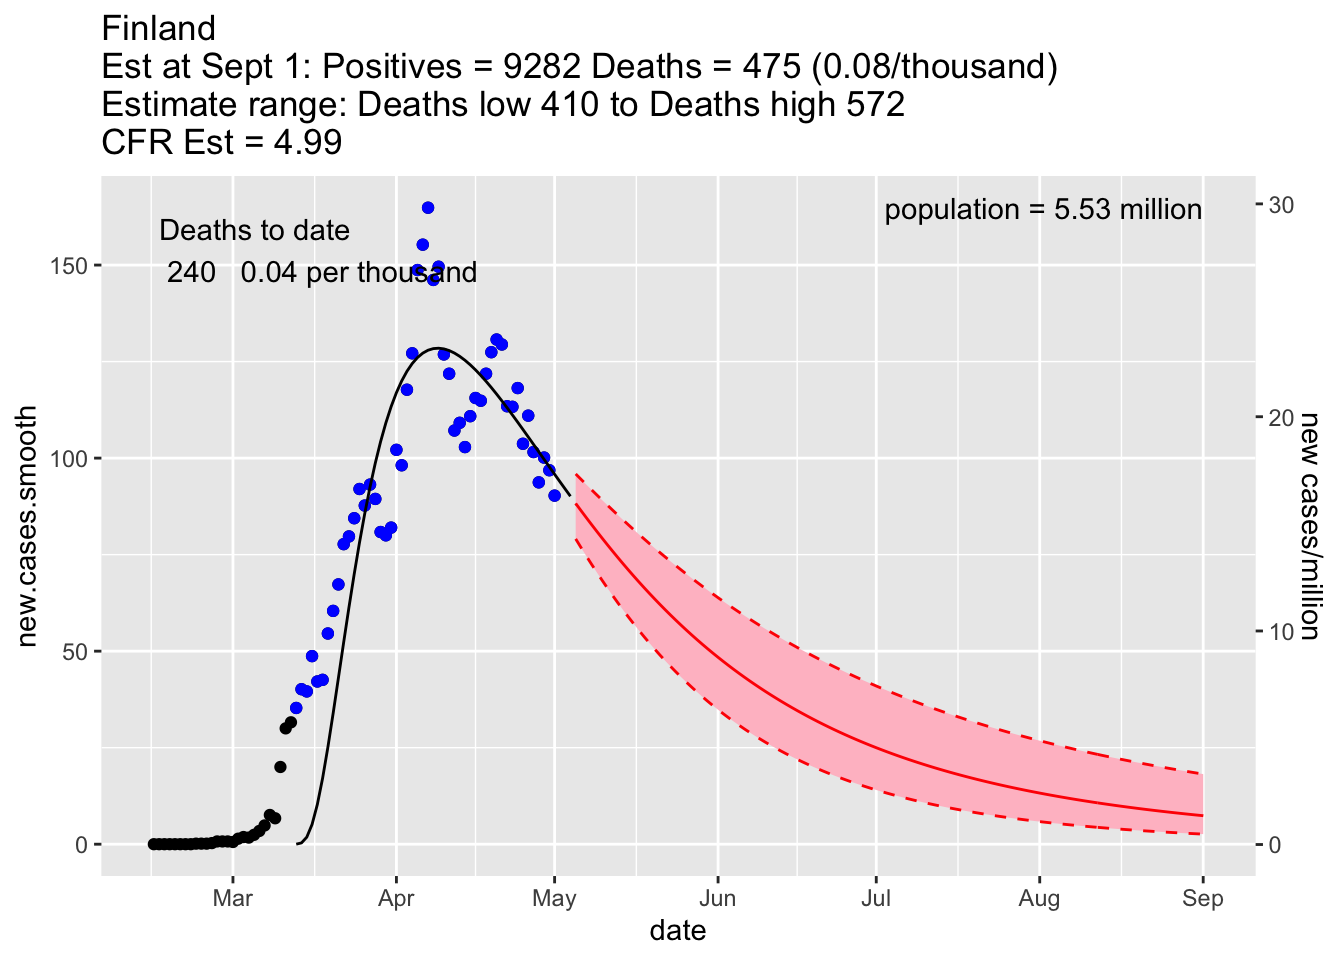 Finland
Est at Sept 1: Positives = 9282 Deaths = 475 (0.08/thousand)
Estimate range: Deaths low 410 to Deaths high 572
CFR Est = 4.99
Deaths to date
240 0.04 per thousand
population = 5.53 million
150
100
50
0
new.cases.smooth
30
20
10
0
new cases/million
Mar Apr May Jun Jul Aug Sep
date